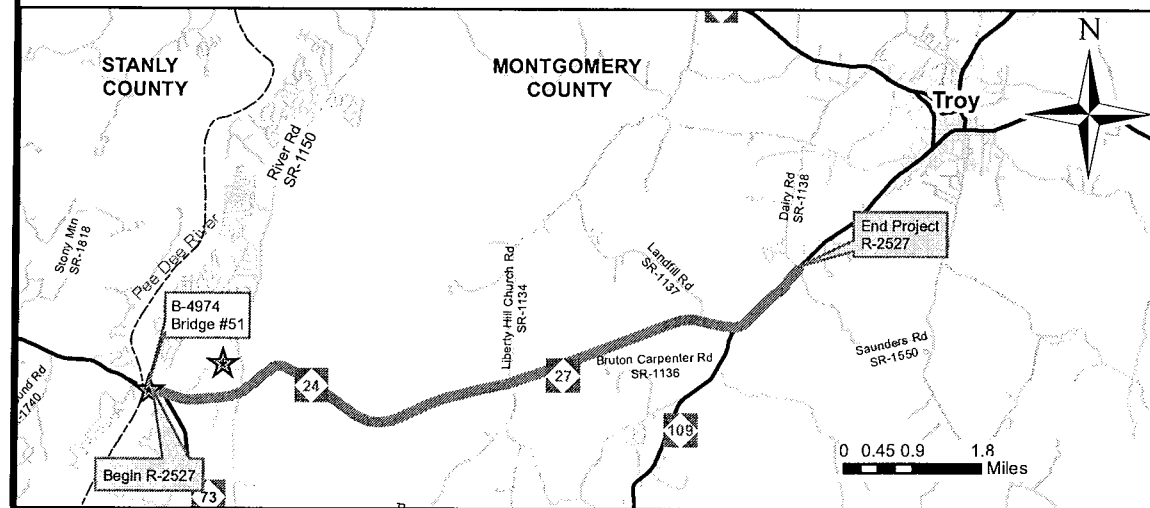 STANLY
COUNTY
MONTGOMERY
COUNTY
N
Troy
River Rd
SR-1150
Dairy Rd
SR-1138
End Project
R-2527
Stony Mtn
SR-1818
Pee Dee River
Landfill Rd
SR-1137
Liberty Hill Church Rd
SR-1134
B-4974
Bridge #51
Saunders Rd
SR-1550
Bruton Carpenter Rd
SR-1136
27
24
109
0 0.45 0.9 1.8
Miles
Begin R-2527
73